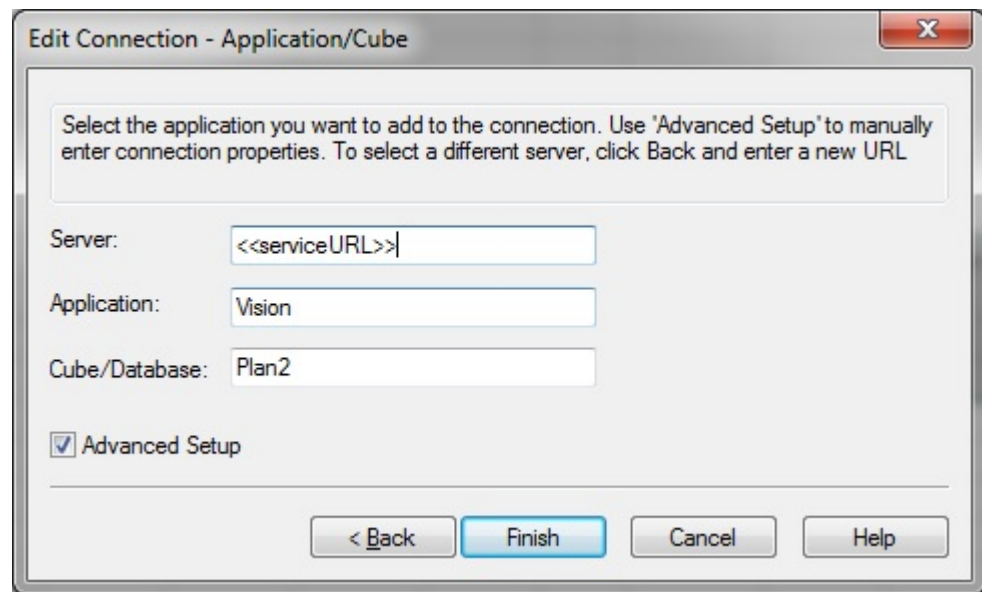 Edit Connection - Application/Cube
Select the application you want to add to the connection. Use 'Advanced Setup' to manually
enter connection properties. To select a different server, click Back and enter a new URL
Server: <<serviceURL>>
Application: Vision
Cube/Database: Plan2
Advanced Setup
< Back Finish Cancel Help